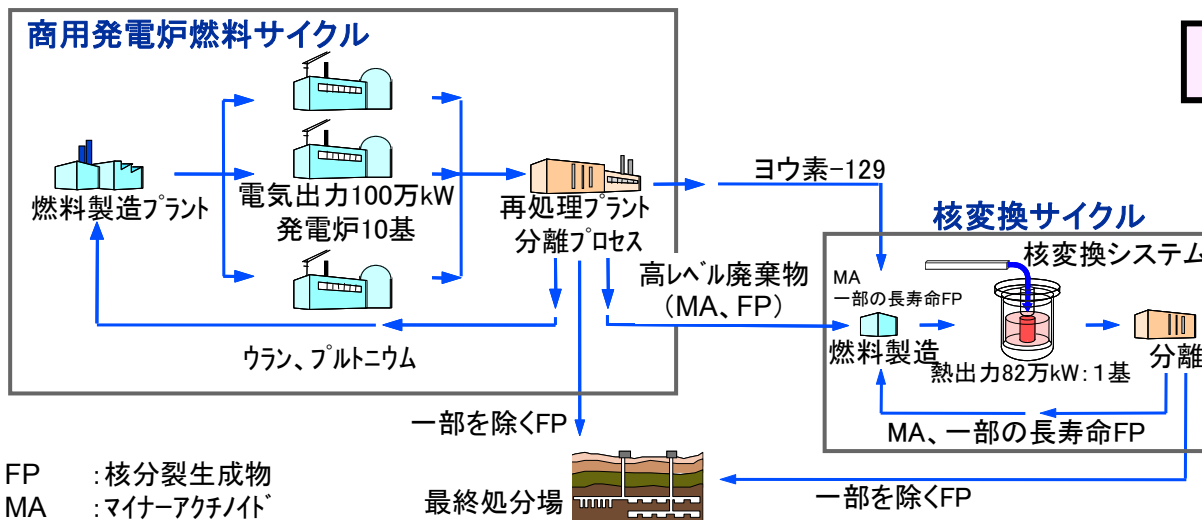 商用発電炉燃料サイクル
燃料製造プラント
電気出力100万kW
発電炉10基
再処理プラント
分離プロセス
ウラン、プルトニウム
ヨウ素-129
高レベル廃棄物
(MA、FP)
核変換サイクル
核変換システム
MA
一部の長寿命FP
燃料製造
熱出力82万kW:1基
分離
MA、一部の長寿命FP
一部を除くFP
最終処分場
一部を除くFP
FP :核分裂生成物
MA :マイナーアクチノイド